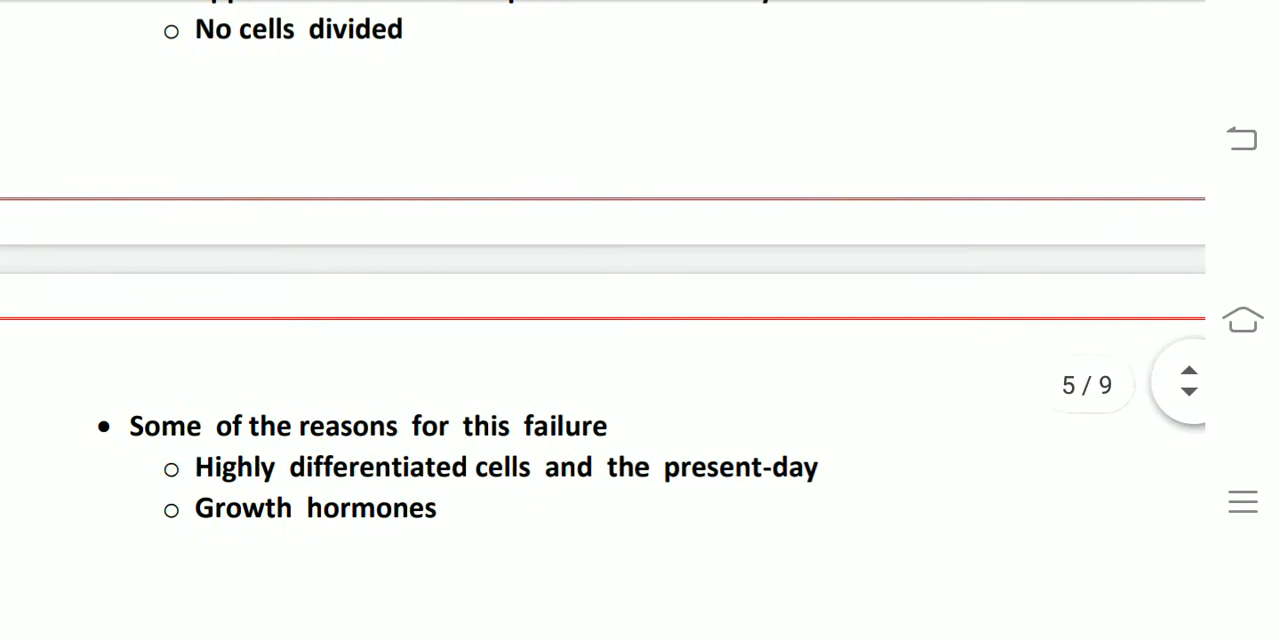 o No cells divided
5 / 9
• Some of the reasons for this failure
o Highly differentiated cells and the present-day
o Growth hormones